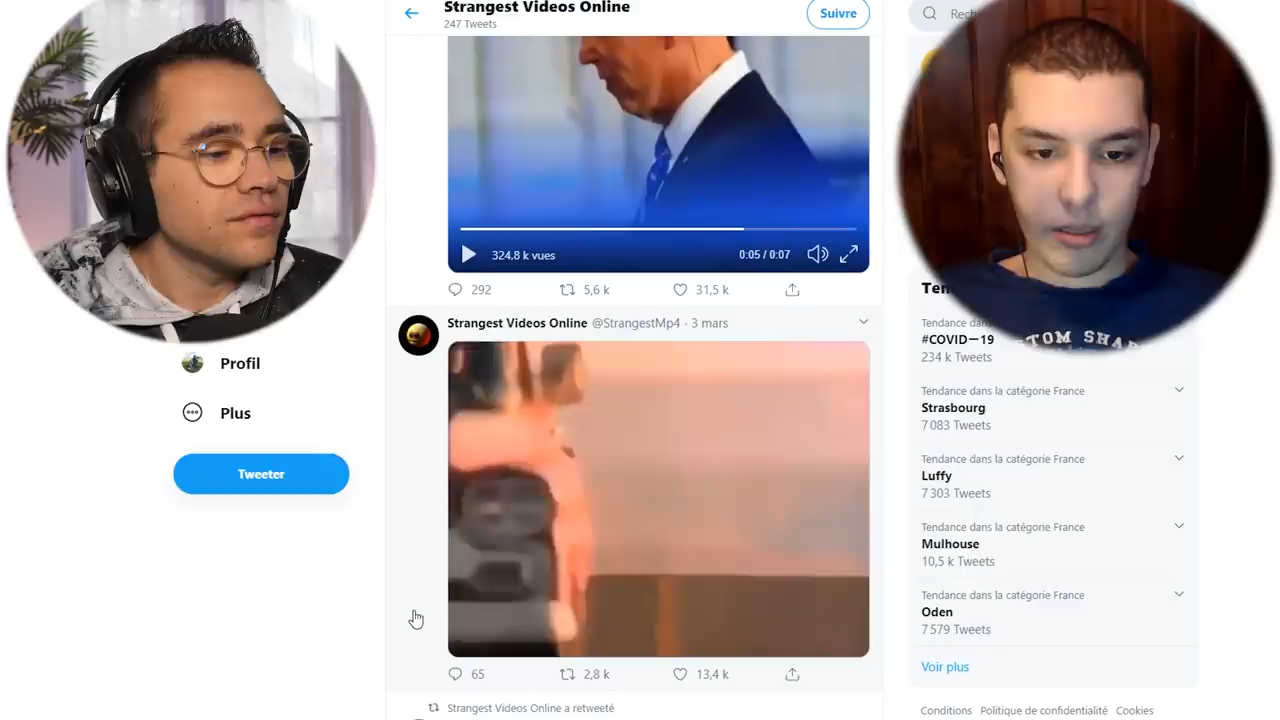 Strangest Videos Online
247 Tweets
Suivre
Rech
324,8 k vues
0:05 / 0:07
292
5,6 k
31,5 k
Strangest Videos Online @StrangestMp4 · 3 mars
65
2,8 k
13,4 k
Strangest Videos Online a retweeté
Profil
Plus
Tweeter
Ten
Tendance dans
#COVID—19
234 k Tweets
Tendance dans la catégorie France
Strasbourg
7 083 Tweets
Tendance dans la catégorie France
Luffy
7 303 Tweets
Tendance dans la catégorie France
Mulhouse
10,5 k Tweets
Tendance dans la catégorie France
Oden
7 579 Tweets
Voir plus
Conditions Politique de confidentialité Cookies